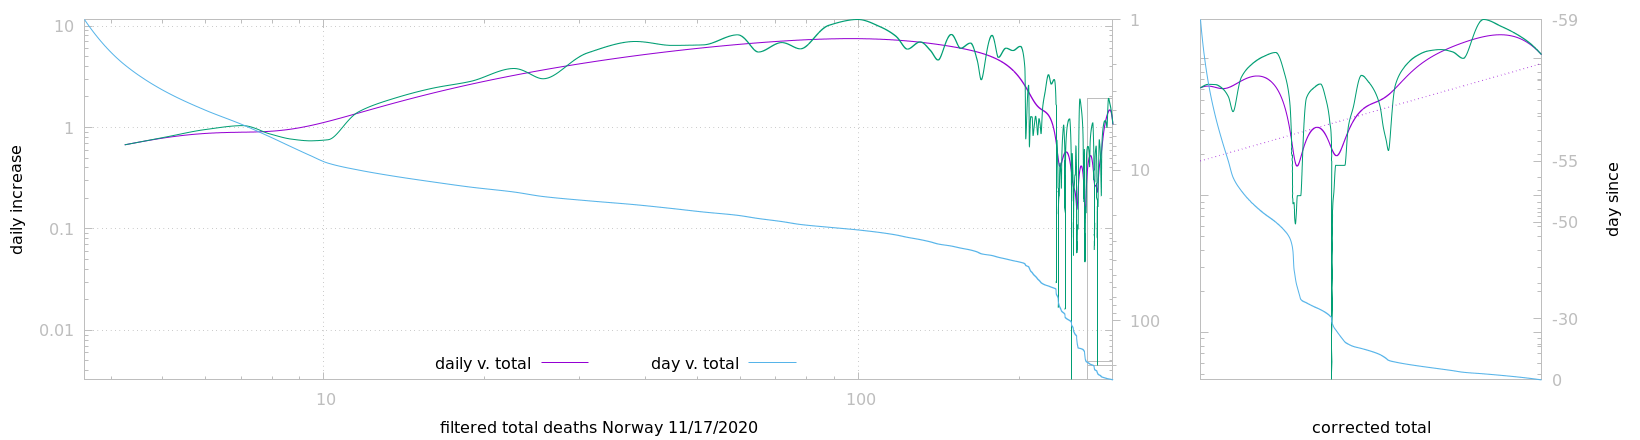 10
1
0.1
0.01
daily increase
daily v. total
day v. total
10
100
filtered total deaths Norway 11/17/2020
1
10
100
-59
-55
-50
-30
0
day since
corrected total